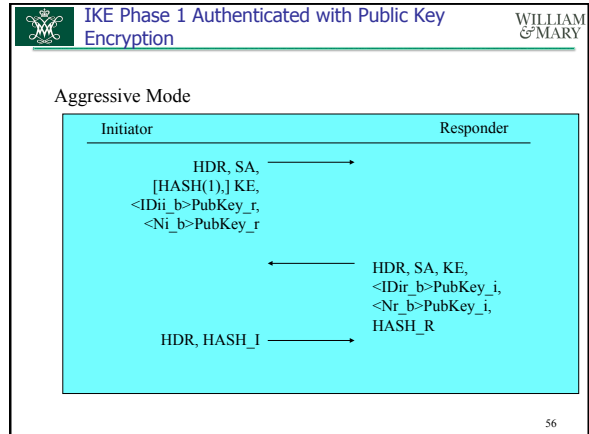 IKE Phase 1 Authenticated with Public Key
Encryption
WILLIAM
& MARY
Aggressive Mode
Initiator
Responder
HDR, SA,
[HASH(1),] KE,
<IDii_b>PubKey_r,
<Ni_b>PubKey_r
HDR, SA, KE,
<IDir_b>PubKey_i,
<Nr_b>PubKey_i,
HASH_R
HDR, HASH_I
56